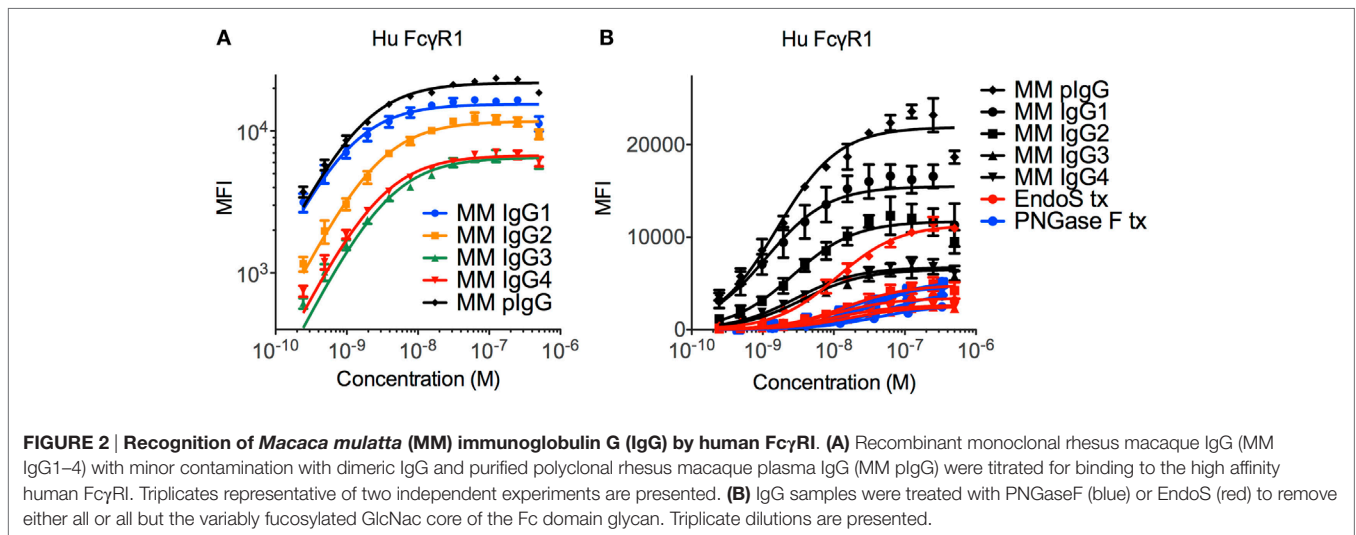 A
Hu FcγR1
MFI
10⁴
10³
10⁻¹⁰
10⁻⁹
10⁻⁸
10⁻⁷
10⁻⁶
Concentration (M)
MM IgG1
MM IgG2
MM IgG3
MM IgG4
MM pIgG
B
Hu FcγR1
MFI
20000
10000
0
10⁻¹⁰
10⁻⁹
10⁻⁸
10⁻⁷
10⁻⁶
Concentration (M)
MM pIgG
MM IgG1
MM IgG2
MM IgG3
MM IgG4
EndoS tx
PNGase F tx
FIGURE 2 | Recognition of Macaca mulatta (MM) immunoglobulin G (IgG) by human FcγRI. (A) Recombinant monoclonal rhesus macaque IgG (MM
IgG1–4) with minor contamination with dimeric IgG and purified polyclonal rhesus macaque plasma IgG (MM pIgG) were titrated for binding to the high affinity
human FcγRI. Triplicates representative of two independent experiments are presented. (B) IgG samples were treated with PNGaseF (blue) or EndoS (red) to remove
either all or all but the variably fucosylated GlcNac core of the Fc domain glycan. Triplicate dilutions are presented.